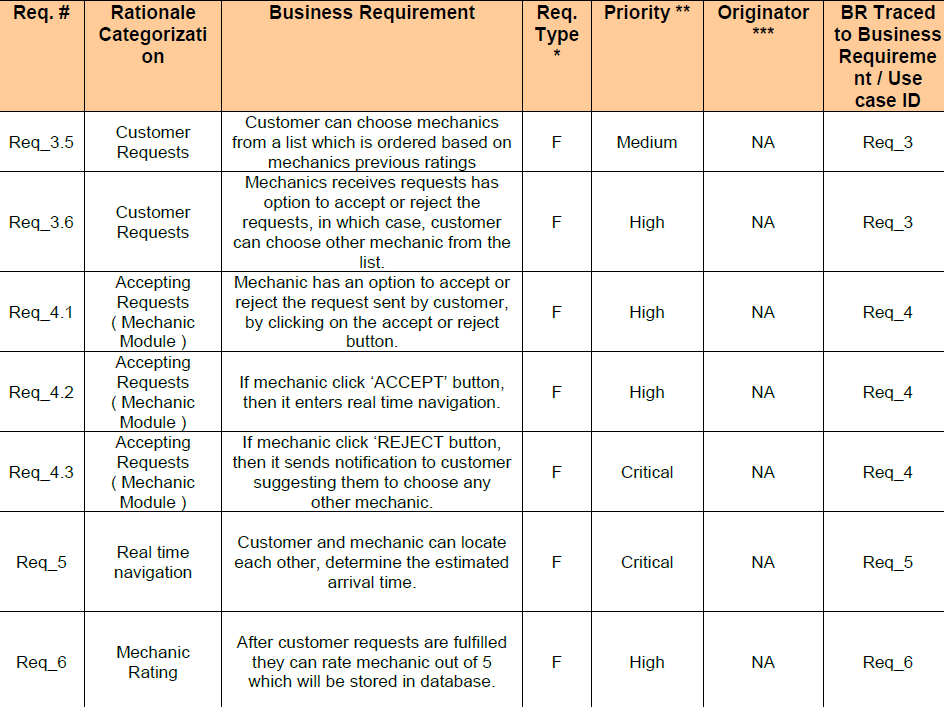 Req. # Rationale Business Requirement Req. Priority ** Originator BR Traced
Categorizati Type *** to Business
on * Requireme
nt / Use
case ID
Req_3.5 Customer Requests Customer can choose mechanics F Medium NA Req_3
from a list which is ordered based on
mechanics previous ratings
Req_3.6 Customer Requests Mechanics receives requests has F High NA Req_3
option to accept or reject the
requests, in which case, customer
can choose other mechanic from the
list.
Req_4.1 Accepting Mechanic has an option to accept or F High NA Req_4
Requests reject the request sent by customer,
( Mechanic by clicking on the accept or reject
Module ) button.
Req_4.2 Accepting If mechanic click ‘ACCEPT’ button, F High NA Req_4
Requests then it enters real time navigation.
( Mechanic
Module )
Req_4.3 Accepting If mechanic click ‘REJECT button, F Critical NA Req_4
Requests then it sends notification to customer
( Mechanic suggesting them to choose any
Module ) other mechanic.
Req_5 Real time Customer and mechanic can locate F Critical NA Req_5
navigation each other, determine the estimated
arrival time.
Req_6 Mechanic After customer requests are fulfilled F High NA Req_6
Rating they can rate mechanic out of 5
which will be stored in database.